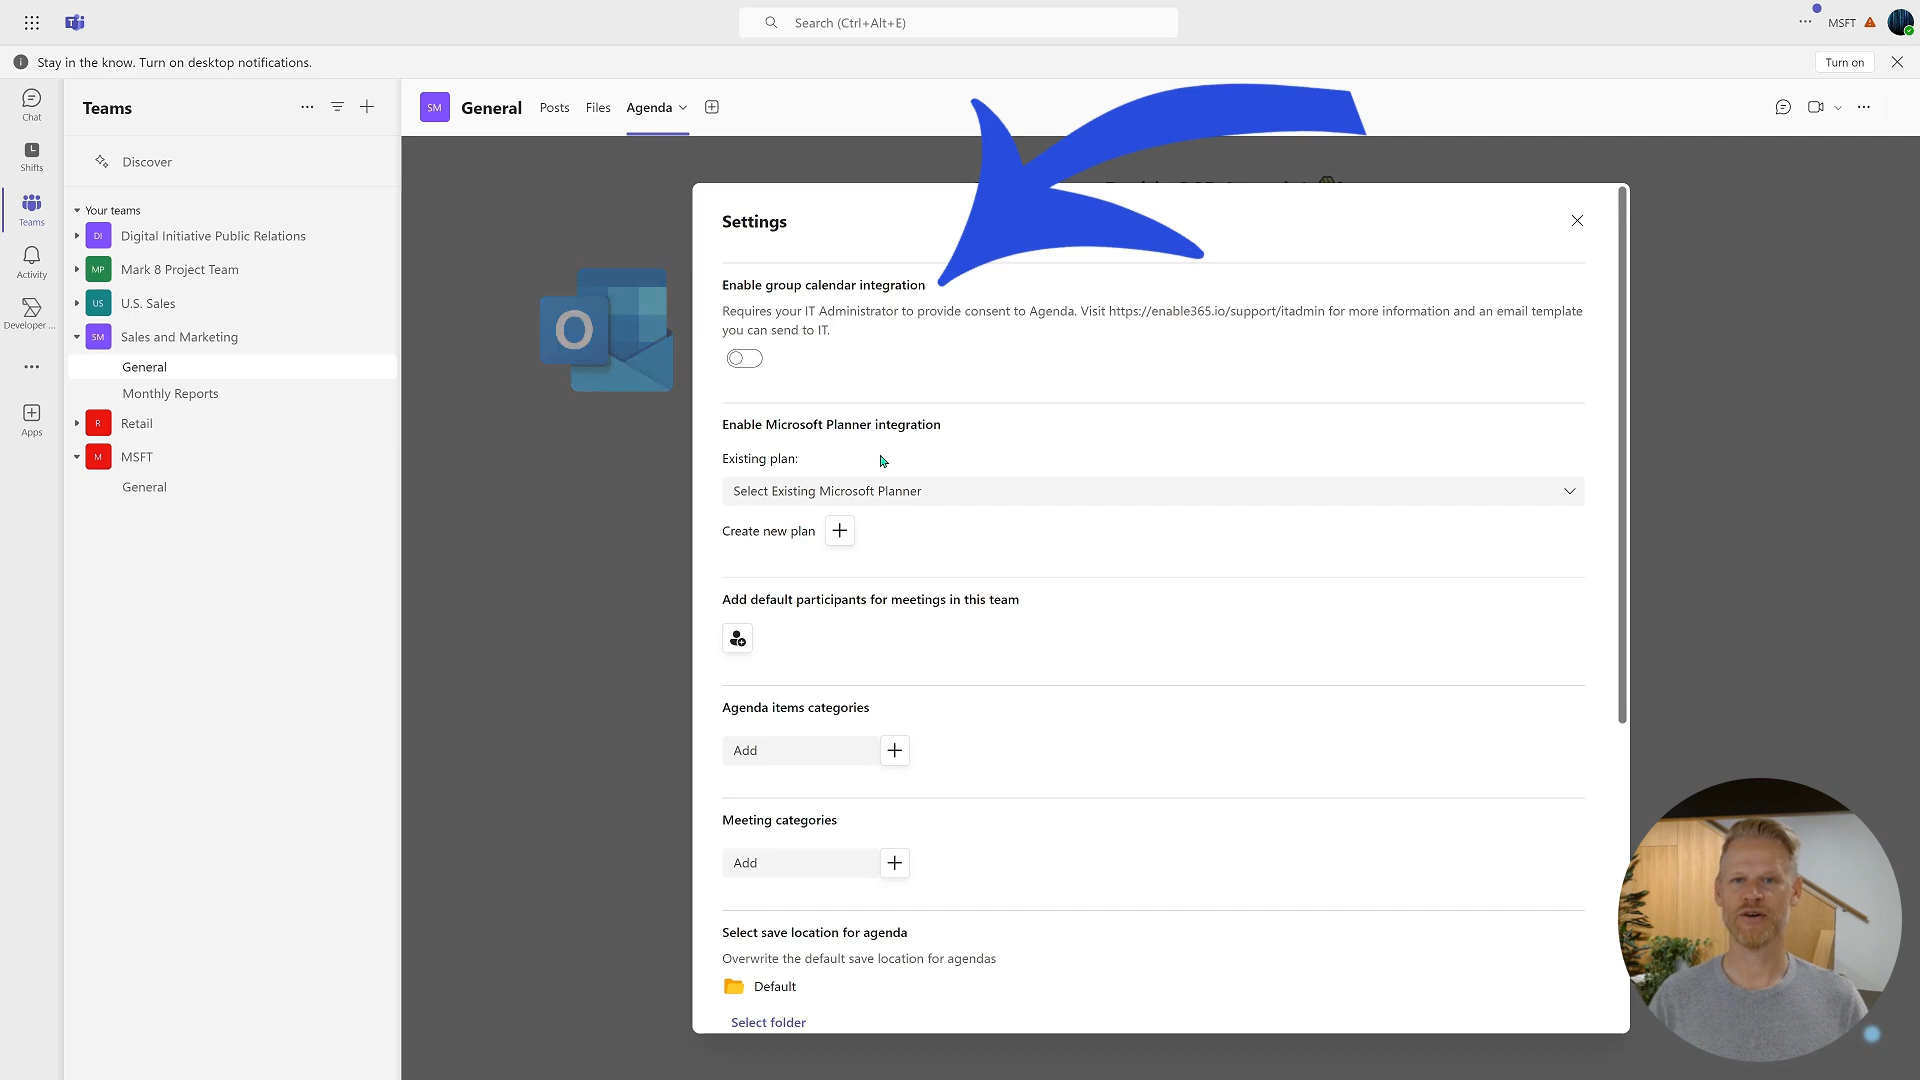 Search (Ctrl+Alt+E)
MSFT
Stay in the know. Turn on desktop notifications.
Turn on
Chat
Shifts
Teams
Activity
Developer ...
Apps
Teams
Discover
Your teams
DI Digital Initiative Public Relations
MP Mark 8 Project Team
US U.S. Sales
SM Sales and Marketing
General
Monthly Reports
R Retail
M MSFT
General
SM General Posts Files Agenda
Settings
Enable group calendar integration
Requires your IT Administrator to provide consent to Agenda. Visit https://enable365.io/support/itadmin for more information and an email template
you can send to IT.
Enable Microsoft Planner integration
Existing plan:
Select Existing Microsoft Planner
Create new plan
Add default participants for meetings in this team
Agenda items categories
Add
Meeting categories
Add
Select save location for agenda
Overwrite the default save location for agendas
Default
Select folder
O